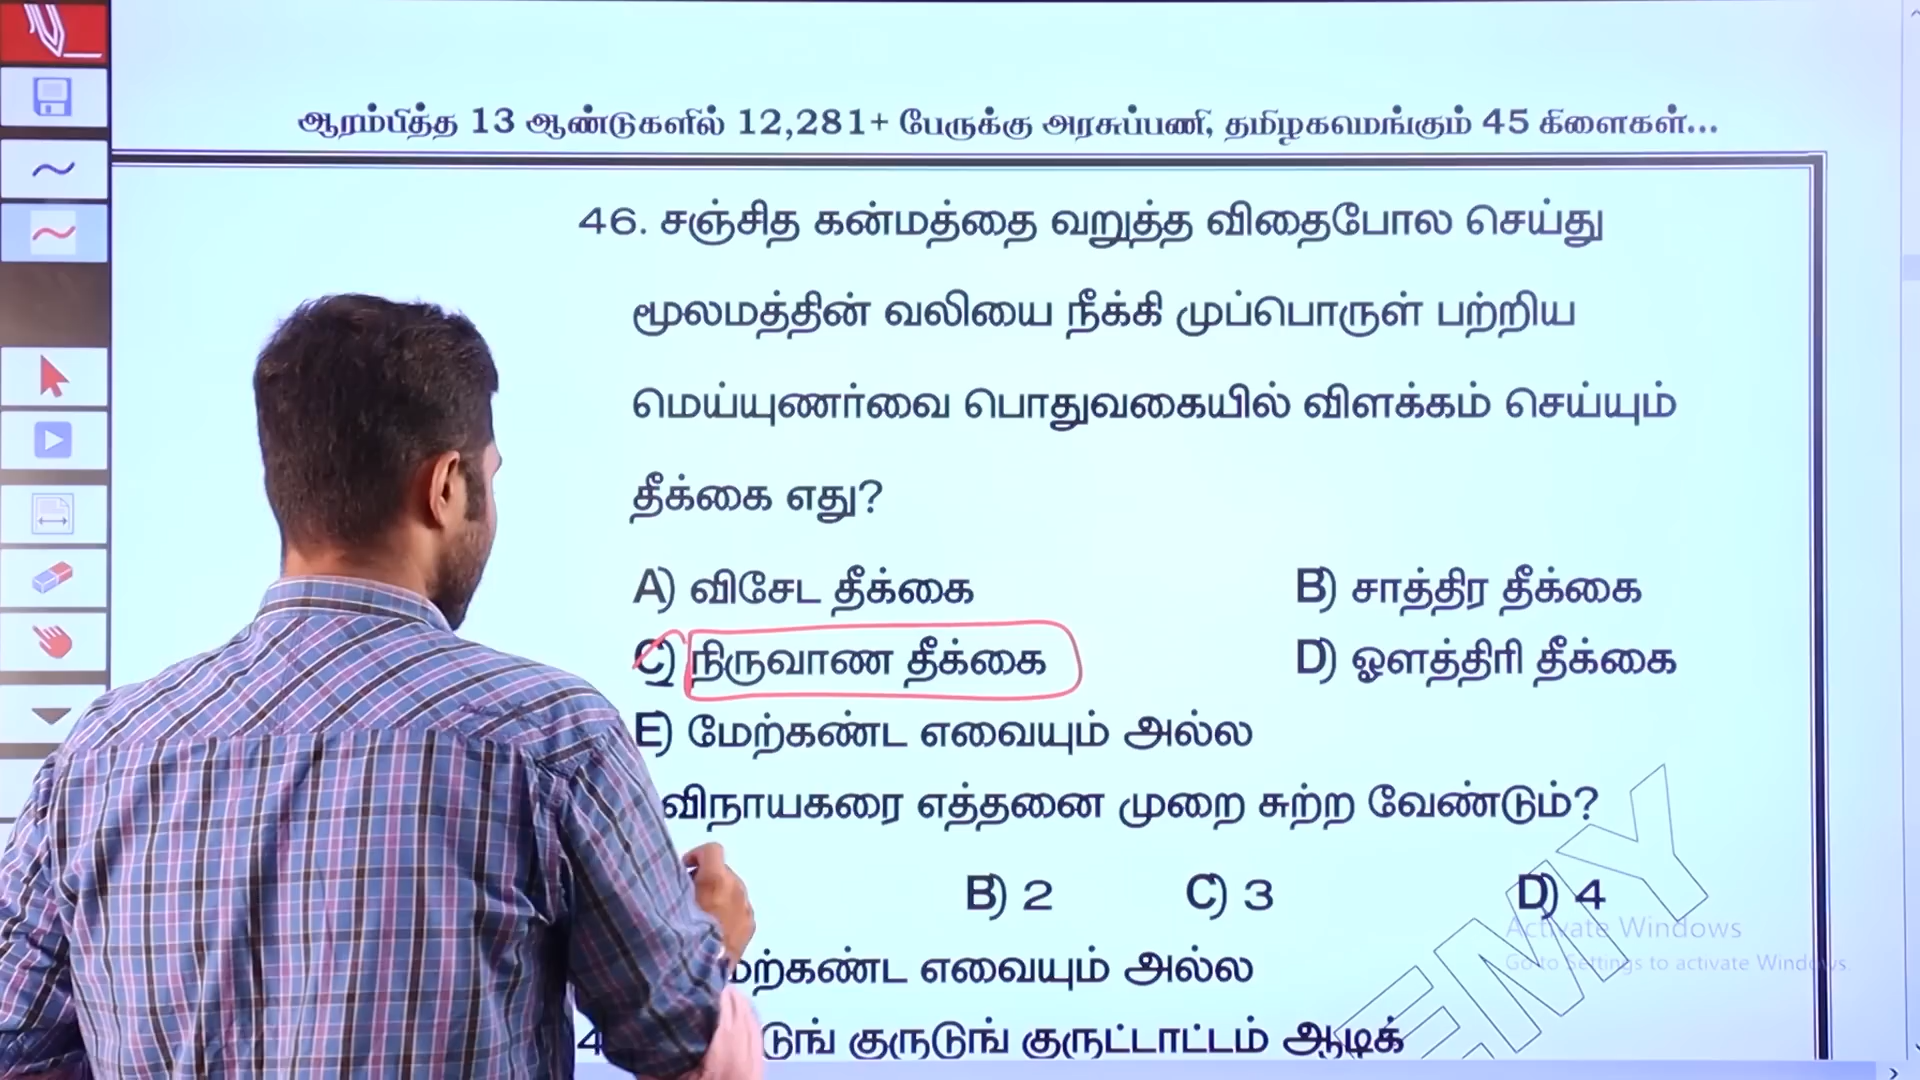 ஆரம்பித்த 13 ஆண்டுகளில் 12,281+ பேருக்கு அரசுப்பணி, தமிழகமெங்கும் 45 கிளைகள்...
46. சஞ்சித கன்மத்தை வறுத்த விதைபோல செய்து
மூலமத்தின் வலியை நீக்கி முப்பொருள் பற்றிய
மெய்யுணர்வை பொதுவகையில் விளக்கம் செய்யும்
தீக்கை எது?
A) விசேட தீக்கை B) சாத்திர தீக்கை
C) நிருவாண தீக்கை D) ஓளத்திரி தீக்கை
E) மேற்கண்ட எவையும் அல்ல
விநாயகரை எத்தனை முறை சுற்ற வேண்டும்?
B) 2 C) 3 D) 4
எவையும் அல்ல
குருடுங் குருட்டாட்டம் ஆடிக்
EMY
Activate Windows
Go to Settings to activate Windows.